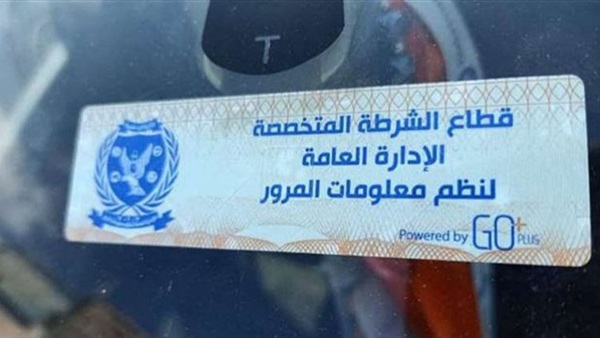 T
قطاع الشرطة المتخصصة
الإدارة العامة
لنظم معلومات المرور
Powered by GO+ PLUS